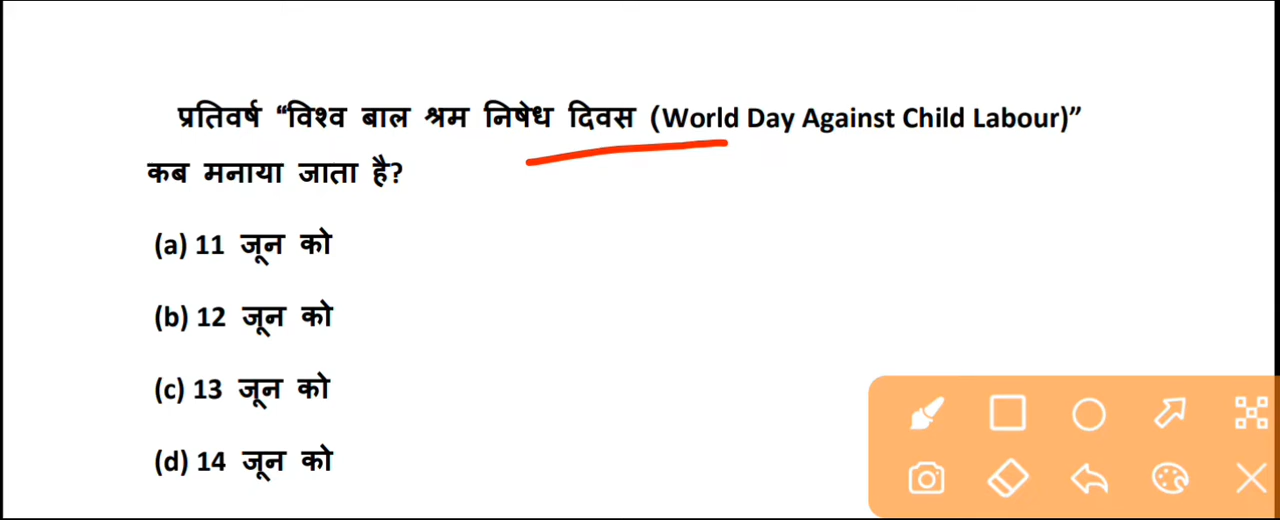 प्रतिवर्ष “विश्व बाल श्रम निषेध दिवस (World Day Against Child Labour)”
कब मनाया जाता है?
(a) 11 जून को
(b) 12 जून को
(c) 13 जून को
(d) 14 जून को